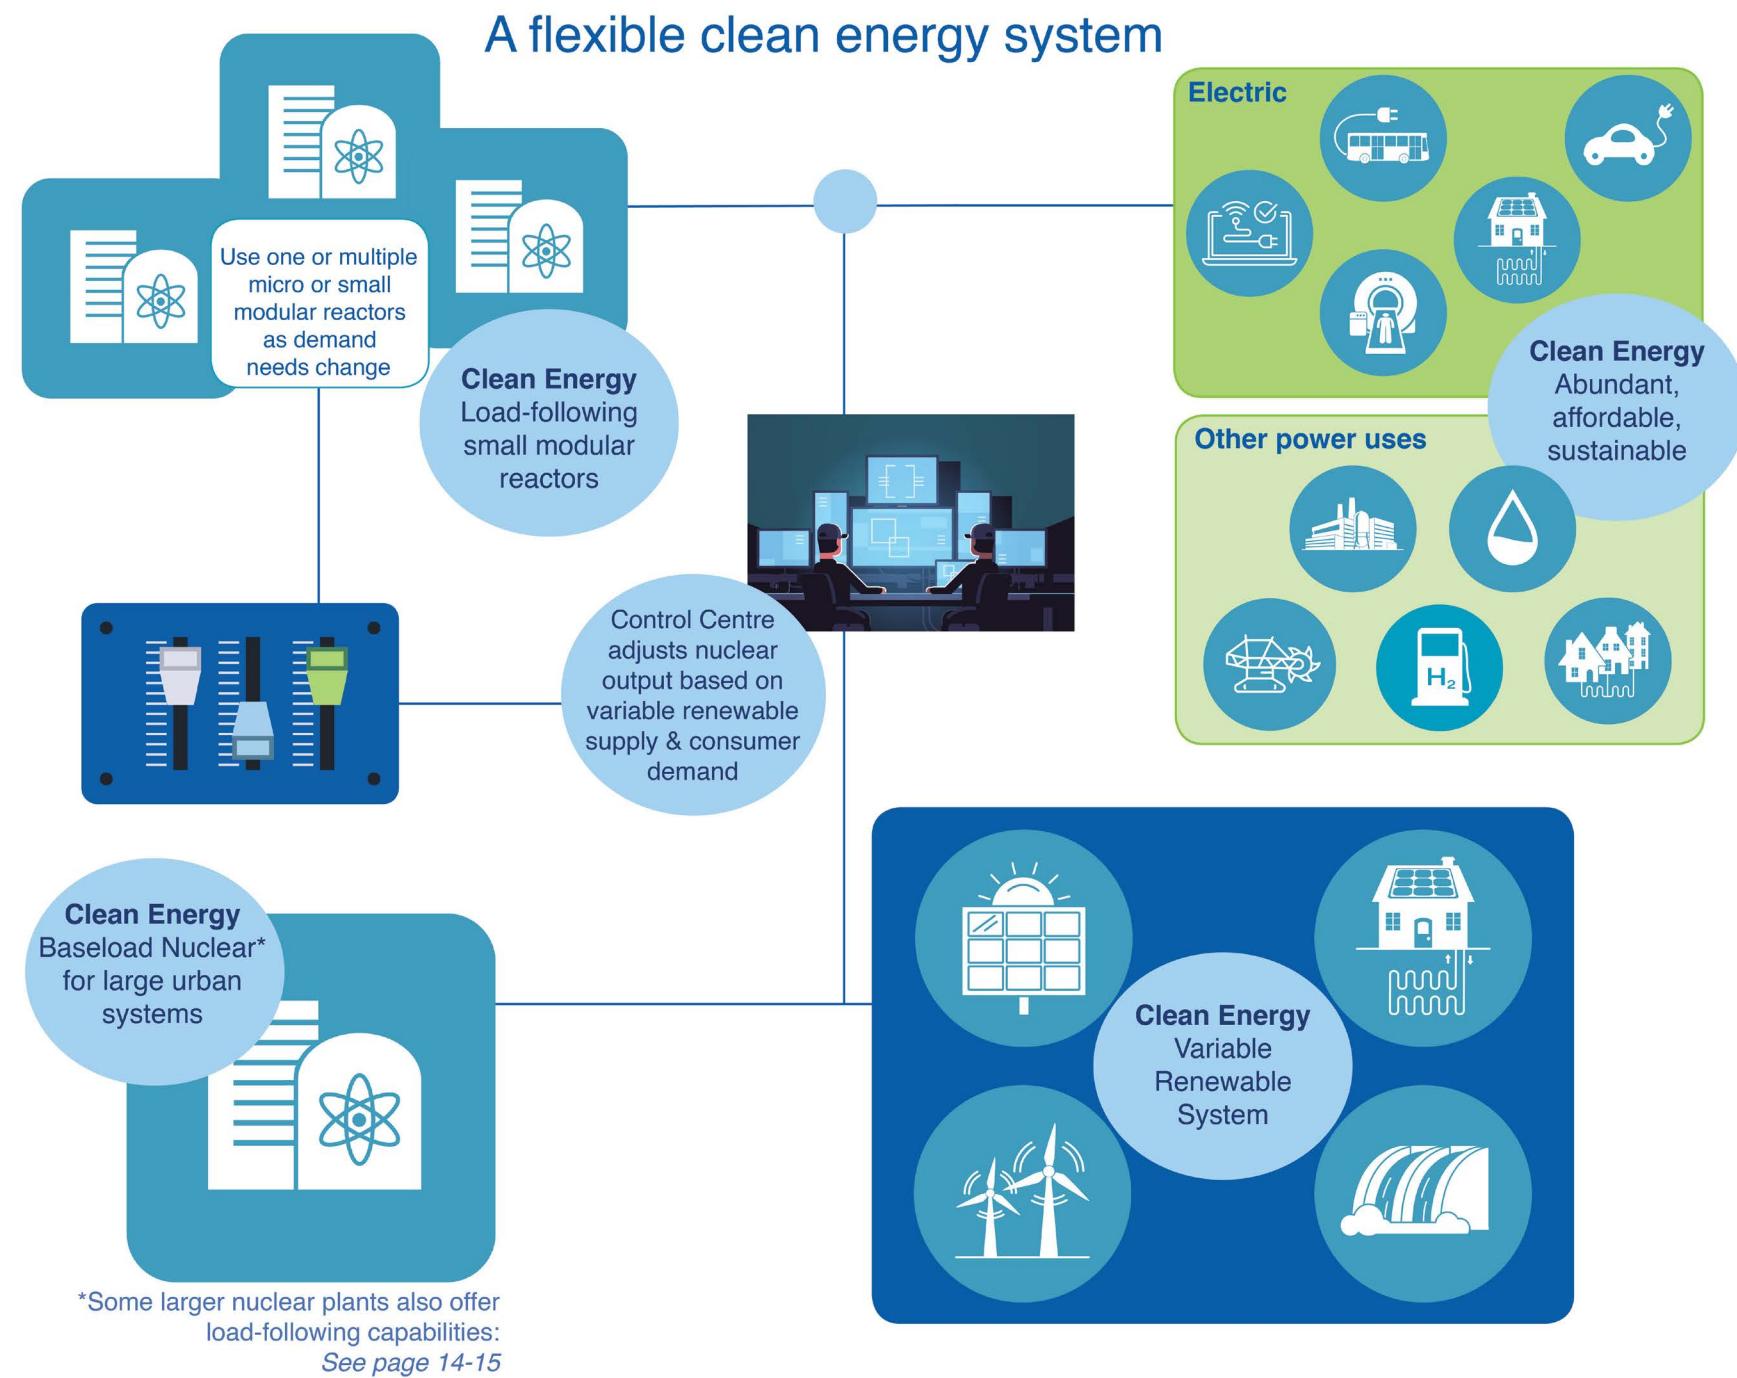 A flexible clean energy system
Use one or multiple
micro or small
modular reactors
as demand
needs change
Clean Energy
Load-following
small modular
reactors
Electric
Clean Energy
Abundant,
affordable,
sustainable
Other power uses
H₂
Control Centre
adjusts nuclear
output based on
variable renewable
supply & consumer
demand
Clean Energy
Baseload Nuclear*
for large urban
systems
Clean Energy
Variable
Renewable
System
*Some larger nuclear plants also offer
load-following capabilities:
See page 14-15